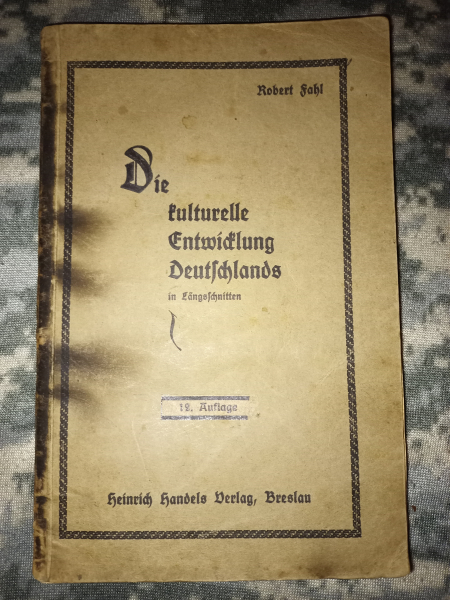 Robert Fahl
Die
kulturelle
Entwicklung
Deutschlands
in Längsschnitten
12. Auflage
Heinrich Handels Verlag, Breslau